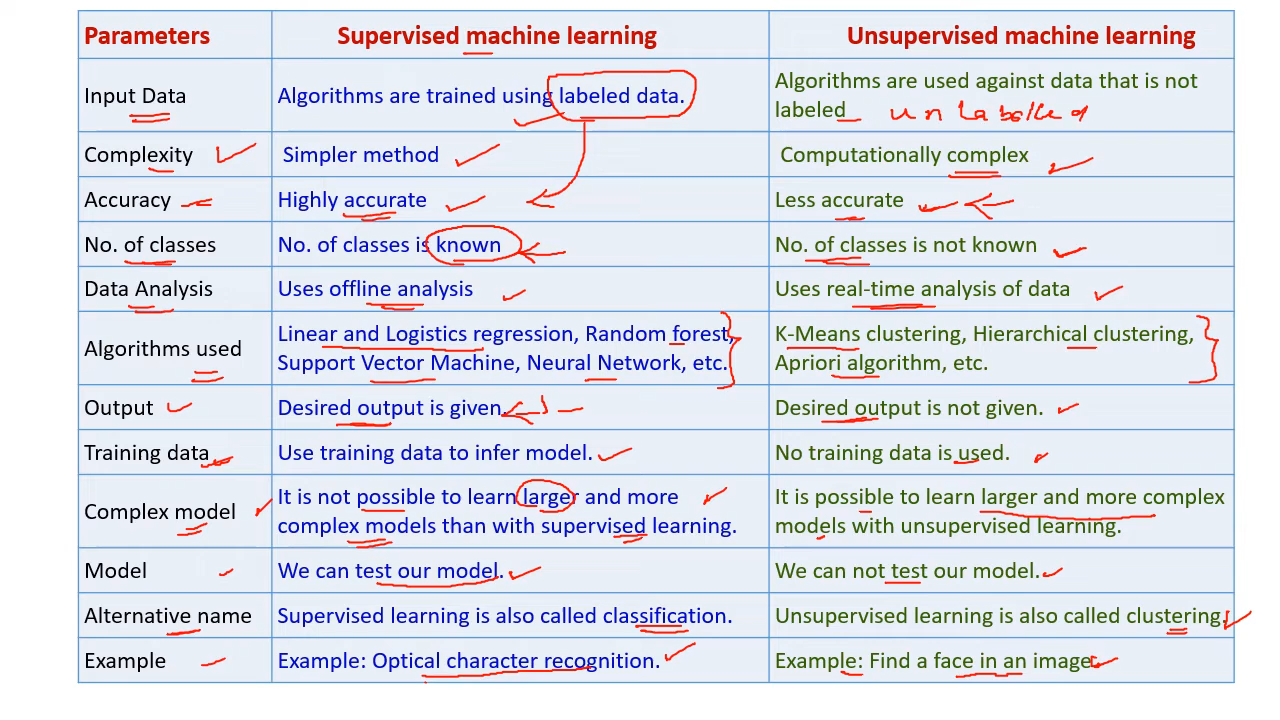 Parameters
Supervised machine learning
Unsupervised machine learning
Input Data
Algorithms are trained using labeled data.
Algorithms are used against data that is not
labeled
un labelled
Complexity
Simpler method
Computationally complex
Accuracy
Highly accurate
Less accurate
No. of classes
No. of classes is known
No. of classes is not known
Data Analysis
Uses offline analysis
Uses real-time analysis of data
Algorithms used
Linear and Logistics regression, Random forest,
Support Vector Machine, Neural Network, etc.
K-Means clustering, Hierarchical clustering,
Apriori algorithm, etc.
Output
Desired output is given.
Desired output is not given.
Training data
Use training data to infer model.
No training data is used.
Complex model
It is not possible to learn larger and more
complex models than with supervised learning.
It is possible to learn larger and more complex
models with unsupervised learning.
Model
We can test our model.
We can not test our model.
Alternative name
Supervised learning is also called classification.
Unsupervised learning is also called clustering.
Example
Example: Optical character recognition.
Example: Find a face in an image.